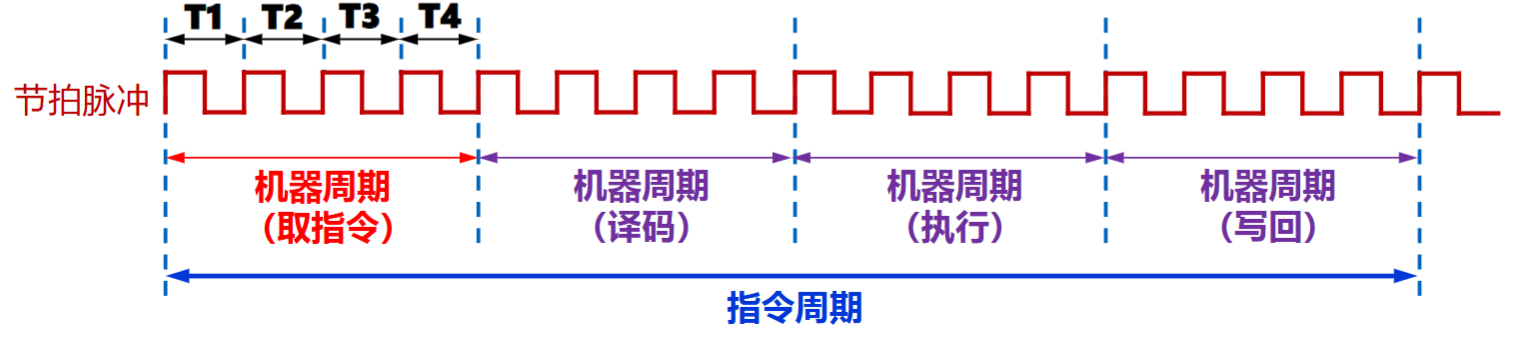 T1 T2 T3 T4
节拍脉冲
机器周期 机器周期 机器周期 机器周期
（取指令） （译码） （执行） （写回）
指令周期